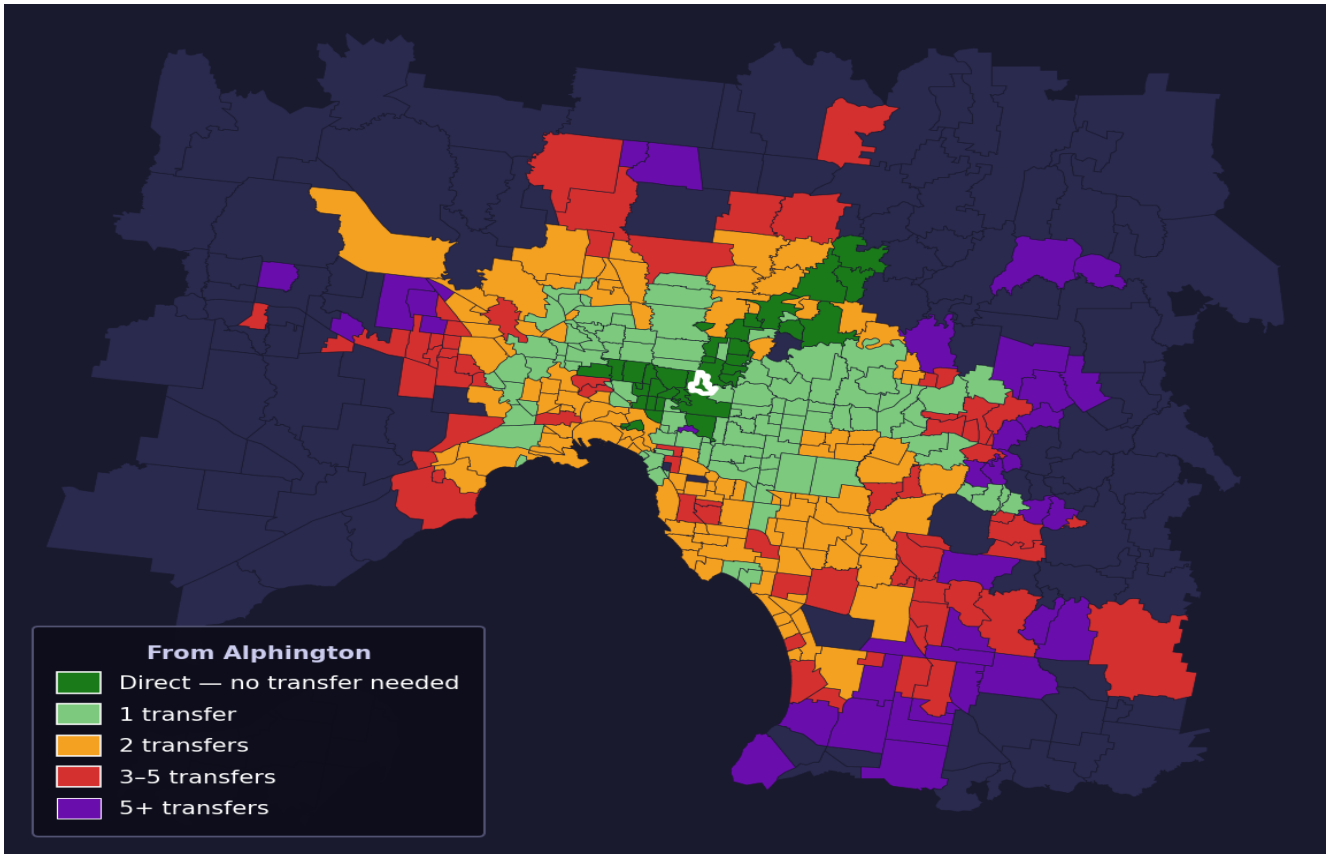 From Alphington
Direct — no transfer needed
1 transfer
2 transfers
3–5 transfers
5+ transfers